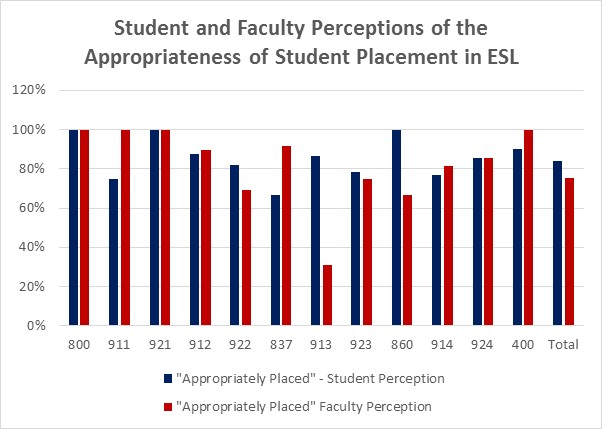 Student and Faculty Perceptions of the
Appropriateness of Student Placement in ESL
120%
100%
80%
60%
40%
20%
0%
800 911 921 912 922 837 913 923 860 914 924 400 Total
"Appropriately Placed" - Student Perception
"Appropriately Placed" Faculty Perception